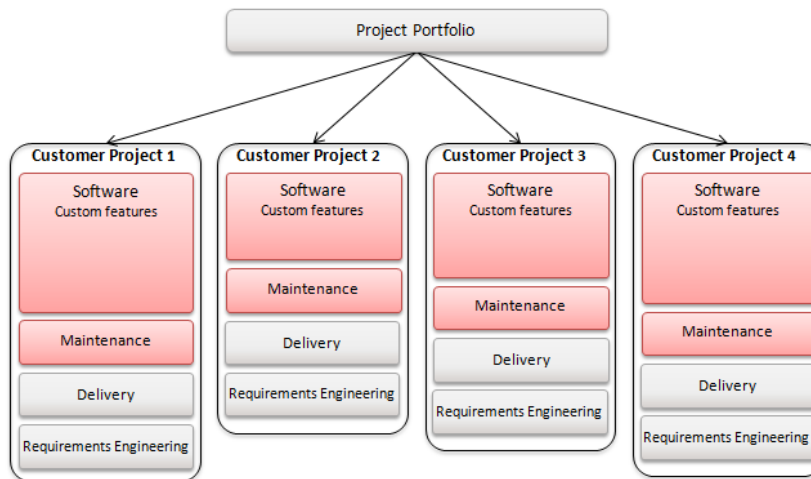 Project Portfolio
Customer Project 1
Software
Custom features
Maintenance
Delivery
Requirements Engineering
Customer Project 2
Software
Custom features
Maintenance
Delivery
Requirements Engineering
Customer Project 3
Software
Custom features
Maintenance
Delivery
Requirements Engineering
Customer Project 4
Software
Custom features
Maintenance
Delivery
Requirements Engineering